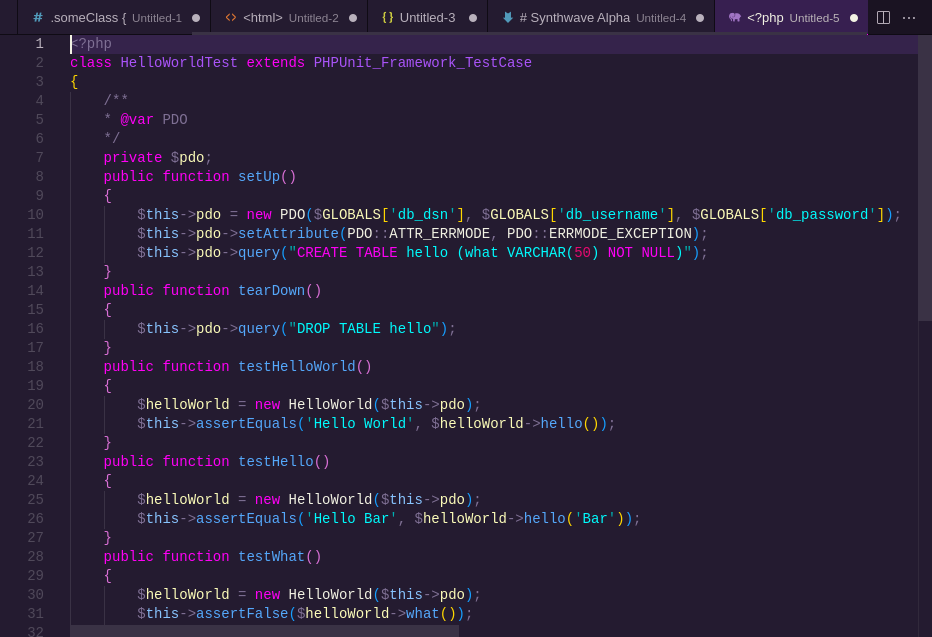 # .someClass { Untitled-1
<> <html> Untitled-2
{} Untitled-3
# Synthwave Alpha Untitled-4
<?php Untitled-5
1 <?php
2 class HelloWorldTest extends PHPUnit_Framework_TestCase
3 {
4     /**
5     * @var PDO
6     */
7     private $pdo;
8     public function setUp()
9     {
10         $this->pdo = new PDO($GLOBALS['db_dsn'], $GLOBALS['db_username'], $GLOBALS['db_password']);
11         $this->pdo->setAttribute(PDO::ATTR_ERRMODE, PDO::ERRMODE_EXCEPTION);
12         $this->pdo->query("CREATE TABLE hello (what VARCHAR(50) NOT NULL)");
13     }
14     public function tearDown()
15     {
16         $this->pdo->query("DROP TABLE hello");
17     }
18     public function testHelloWorld()
19     {
20         $helloWorld = new HelloWorld($this->pdo);
21         $this->assertEquals('Hello World', $helloWorld->hello());
22     }
23     public function testHello()
24     {
25         $helloWorld = new HelloWorld($this->pdo);
26         $this->assertEquals('Hello Bar', $helloWorld->hello('Bar'));
27     }
28     public function testWhat()
29     {
30         $helloWorld = new HelloWorld($this->pdo);
31         $this->assertFalse($helloWorld->what());
32